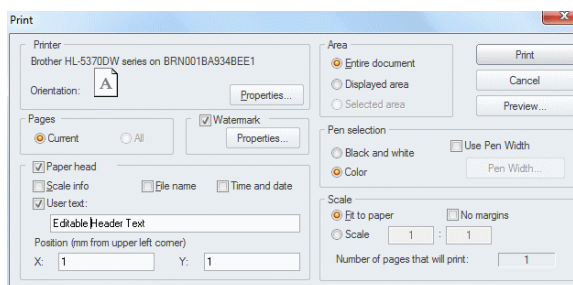 Print
Printer
Brother HL-5370DW series on BRN001BA934BEE1
Orientation:
A
Properties...
Pages
Current
All
Watermark
Properties...
Paper head
Scale info
File name
Time and date
User text:
Editable Header Text
Position (mm from upper left corner)
X: 1
Y: 1
Area
Entire document
Displayed area
Selected area
Pen selection
Black and white
Color
Use Pen Width
Pen Width...
Scale
Fit to paper
No margins
Scale 1 : 1
Number of pages that will print: 1
Print
Cancel
Preview...